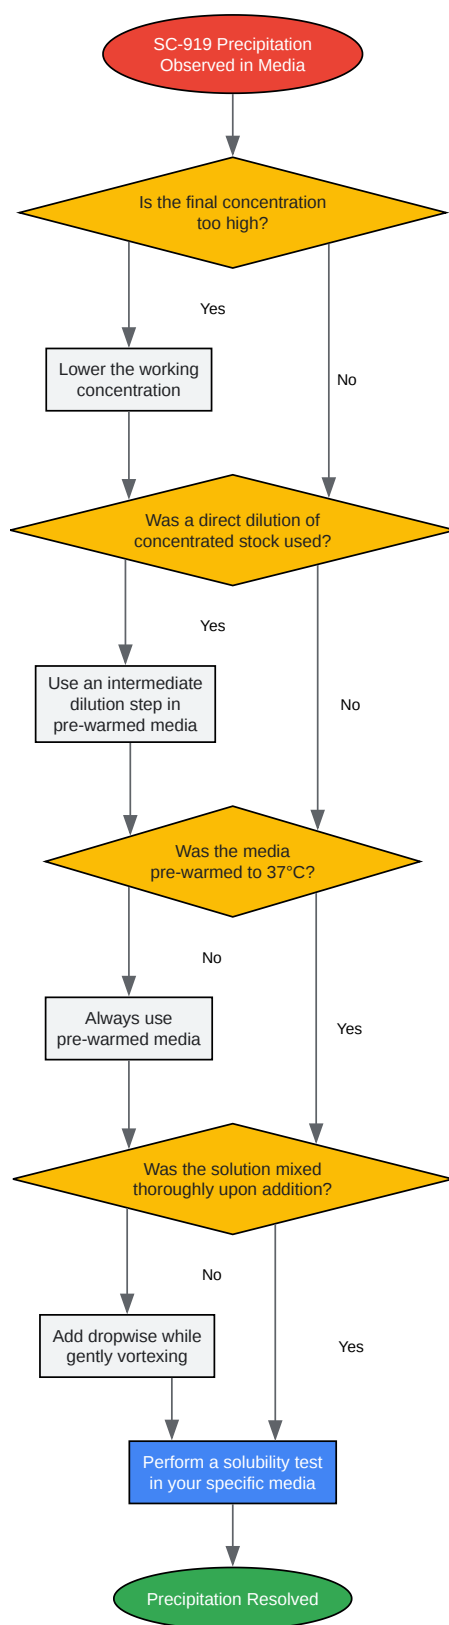 SC-919 Precipitation
Observed in Media
Is the final concentration
too high?
Yes
No
Lower the working
concentration
Was a direct dilution of
concentrated stock used?
Yes
No
Use an intermediate
dilution step in
pre-warmed media
Was the media
pre-warmed to 37°C?
No
Yes
Always use
pre-warmed media
Was the solution mixed
thoroughly upon addition?
No
Yes
Add dropwise while
gently vortexing
Perform a solubility test
in your specific media
Precipitation Resolved